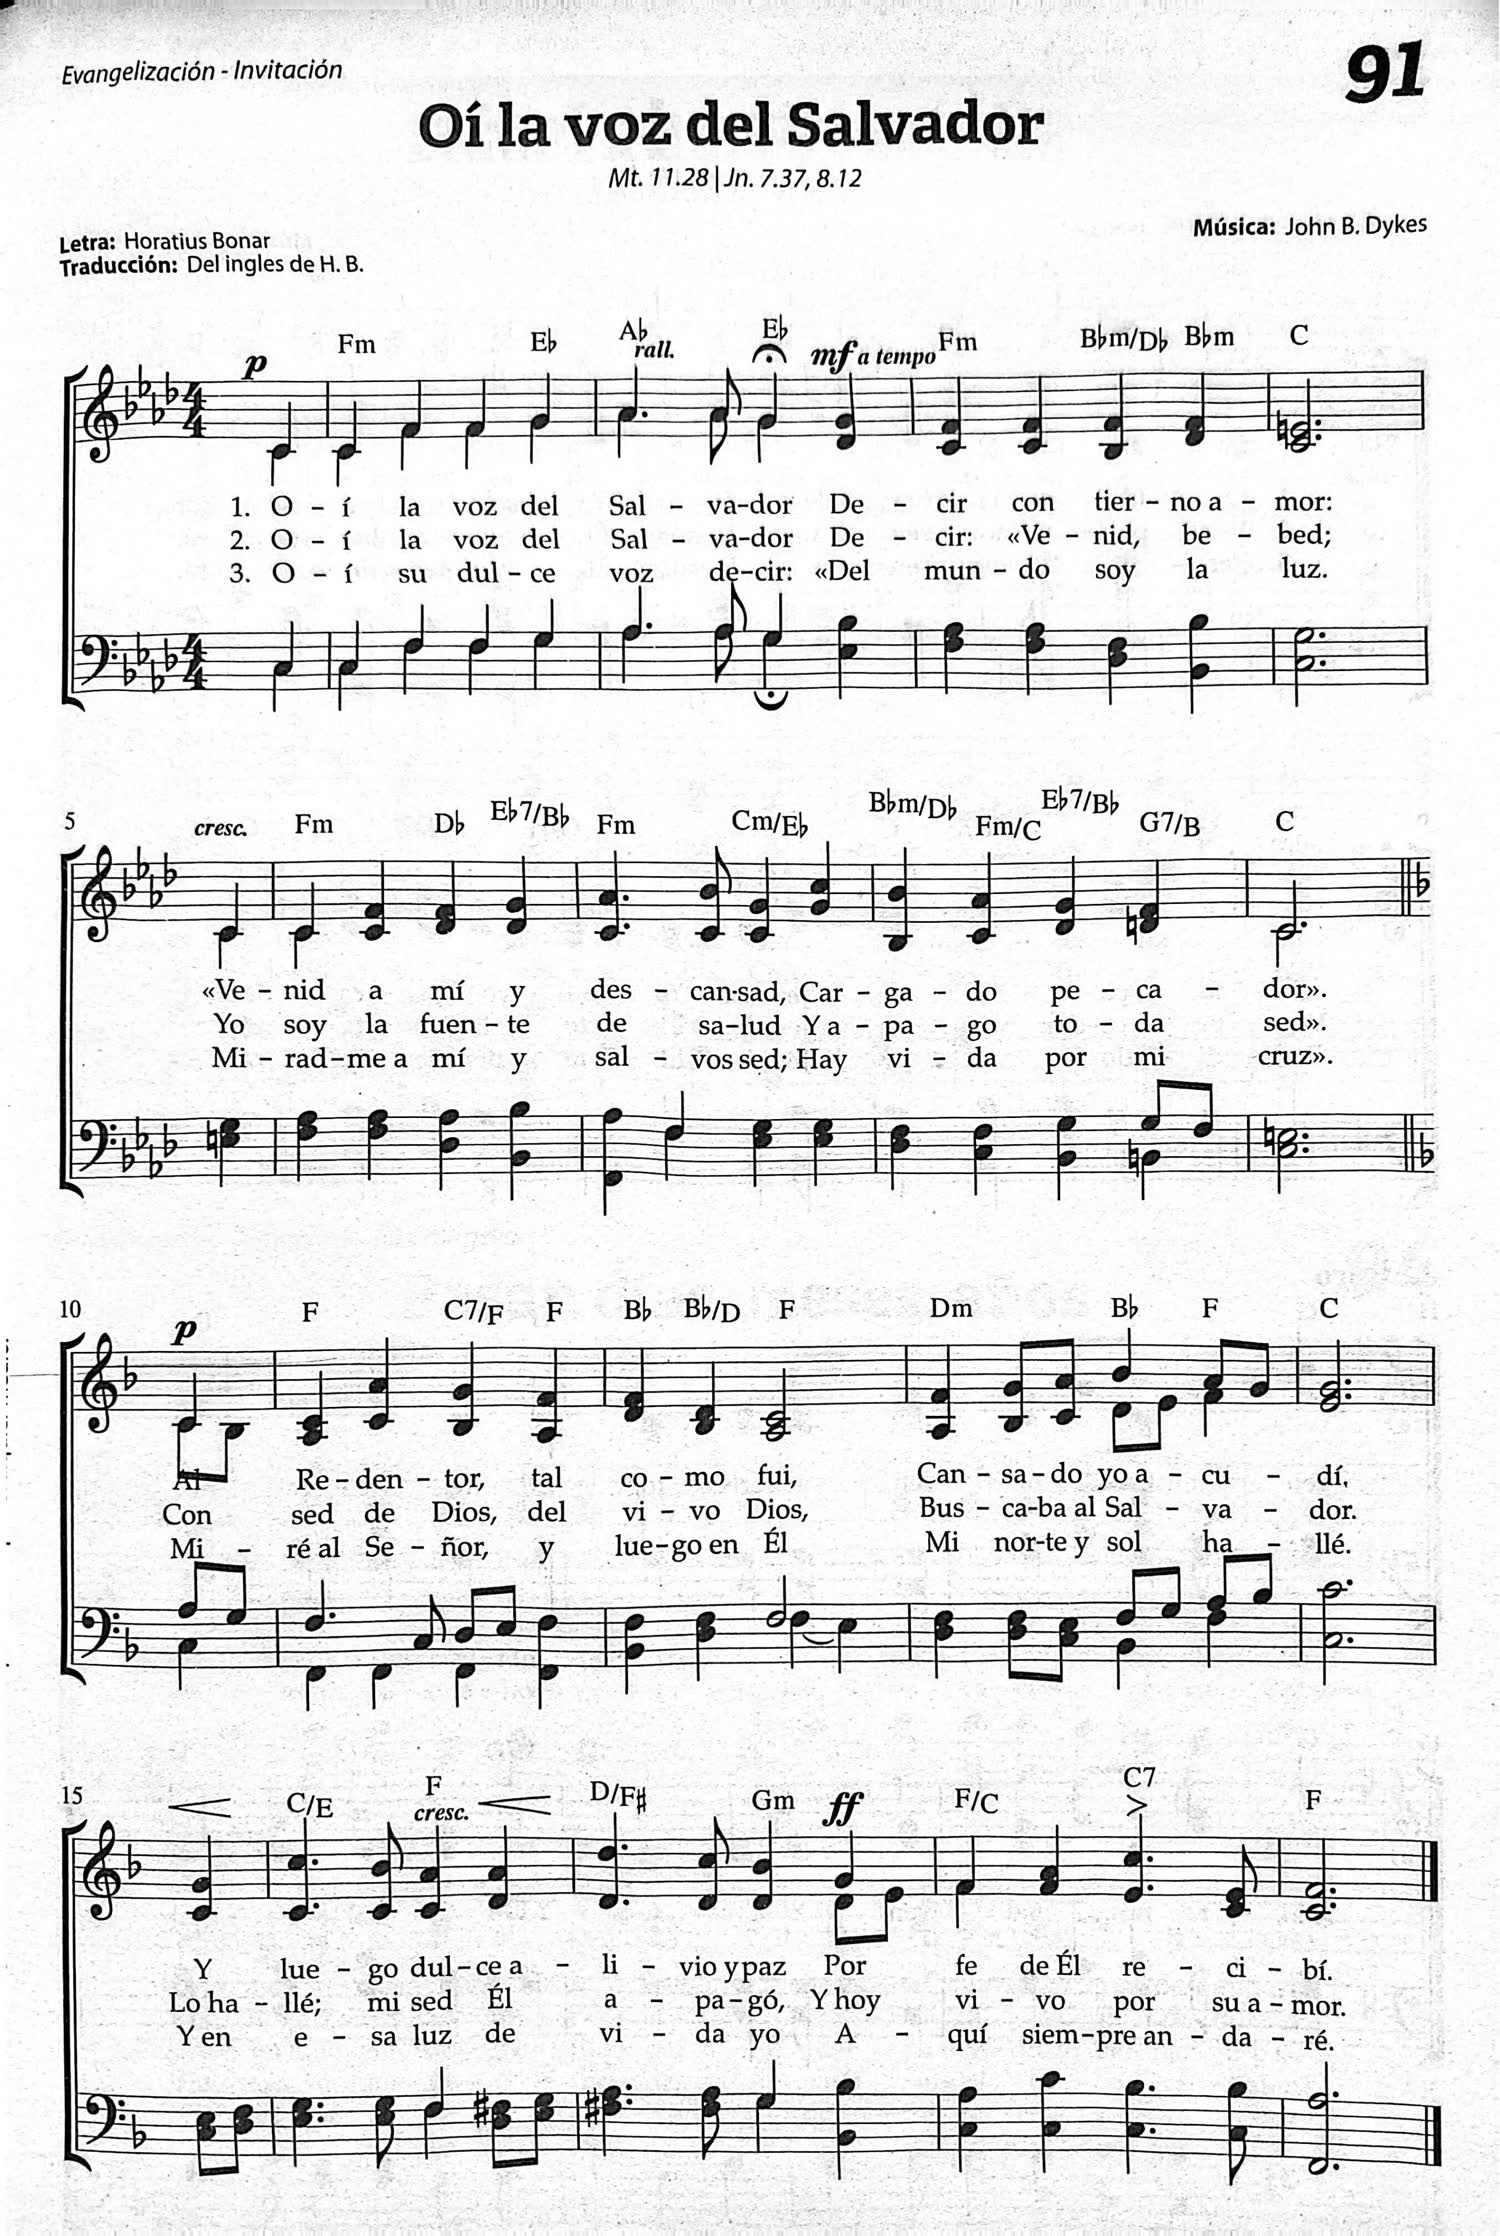 Evangelización - Invitación
91
Oí la voz del Salvador
Mt. 11.28 | Jn. 7.37, 8.12
Letra: Horatius Bonar
Traducción: Del ingles de H. B.
Música: John B. Dykes
Fm E♭ A♭ E♭ Fm B♭m/D♭ B♭m C
p rall. mf a tempo
1. O - í la voz del Sal - va-dor De - cir con tier - no a - mor:
2. O - í la voz del Sal - va-dor De - cir: «Ve - nid, be - bed;
3. O - í su dul - ce voz de-cir: «Del mun - do soy la luz.
5
cresc. Fm D♭ E♭7/B♭ Fm Cm/E♭ B♭m/D♭ Fm/C E♭7/B♭ G7/B C
«Ve - nid a mí y des - can-sad, Car - ga - do pe - ca - dor».
Yo soy la fuen - te de sa-lud Y a - pa - go to - da sed».
Mi - rad-me a mí y sal - vos sed; Hay vi - da por mi cruz».
10
p F C7/F F B♭ B♭/D F Dm B♭ F C
Al Re - den - tor, tal co - mo fui, Can - sa - do yo a - cu - dí,
Con sed de Dios, del vi - vo Dios, Bus - ca-ba al Sal - va - dor.
Mi - ré al Se - ñor, y lue-go en Él Mi nor-te y sol ha - llé.
15
C/E F D/F♯ Gm F/C C7 F
cresc. ff
Y lue - go dul - ce a - li - vio y paz Por fe de Él re - ci - bí.
Lo ha - llé; mi sed Él a - pa - gó, Y hoy vi - vo por su a - mor.
Y en e - sa luz de vi - da yo A - quí siem-pre an - da - ré.